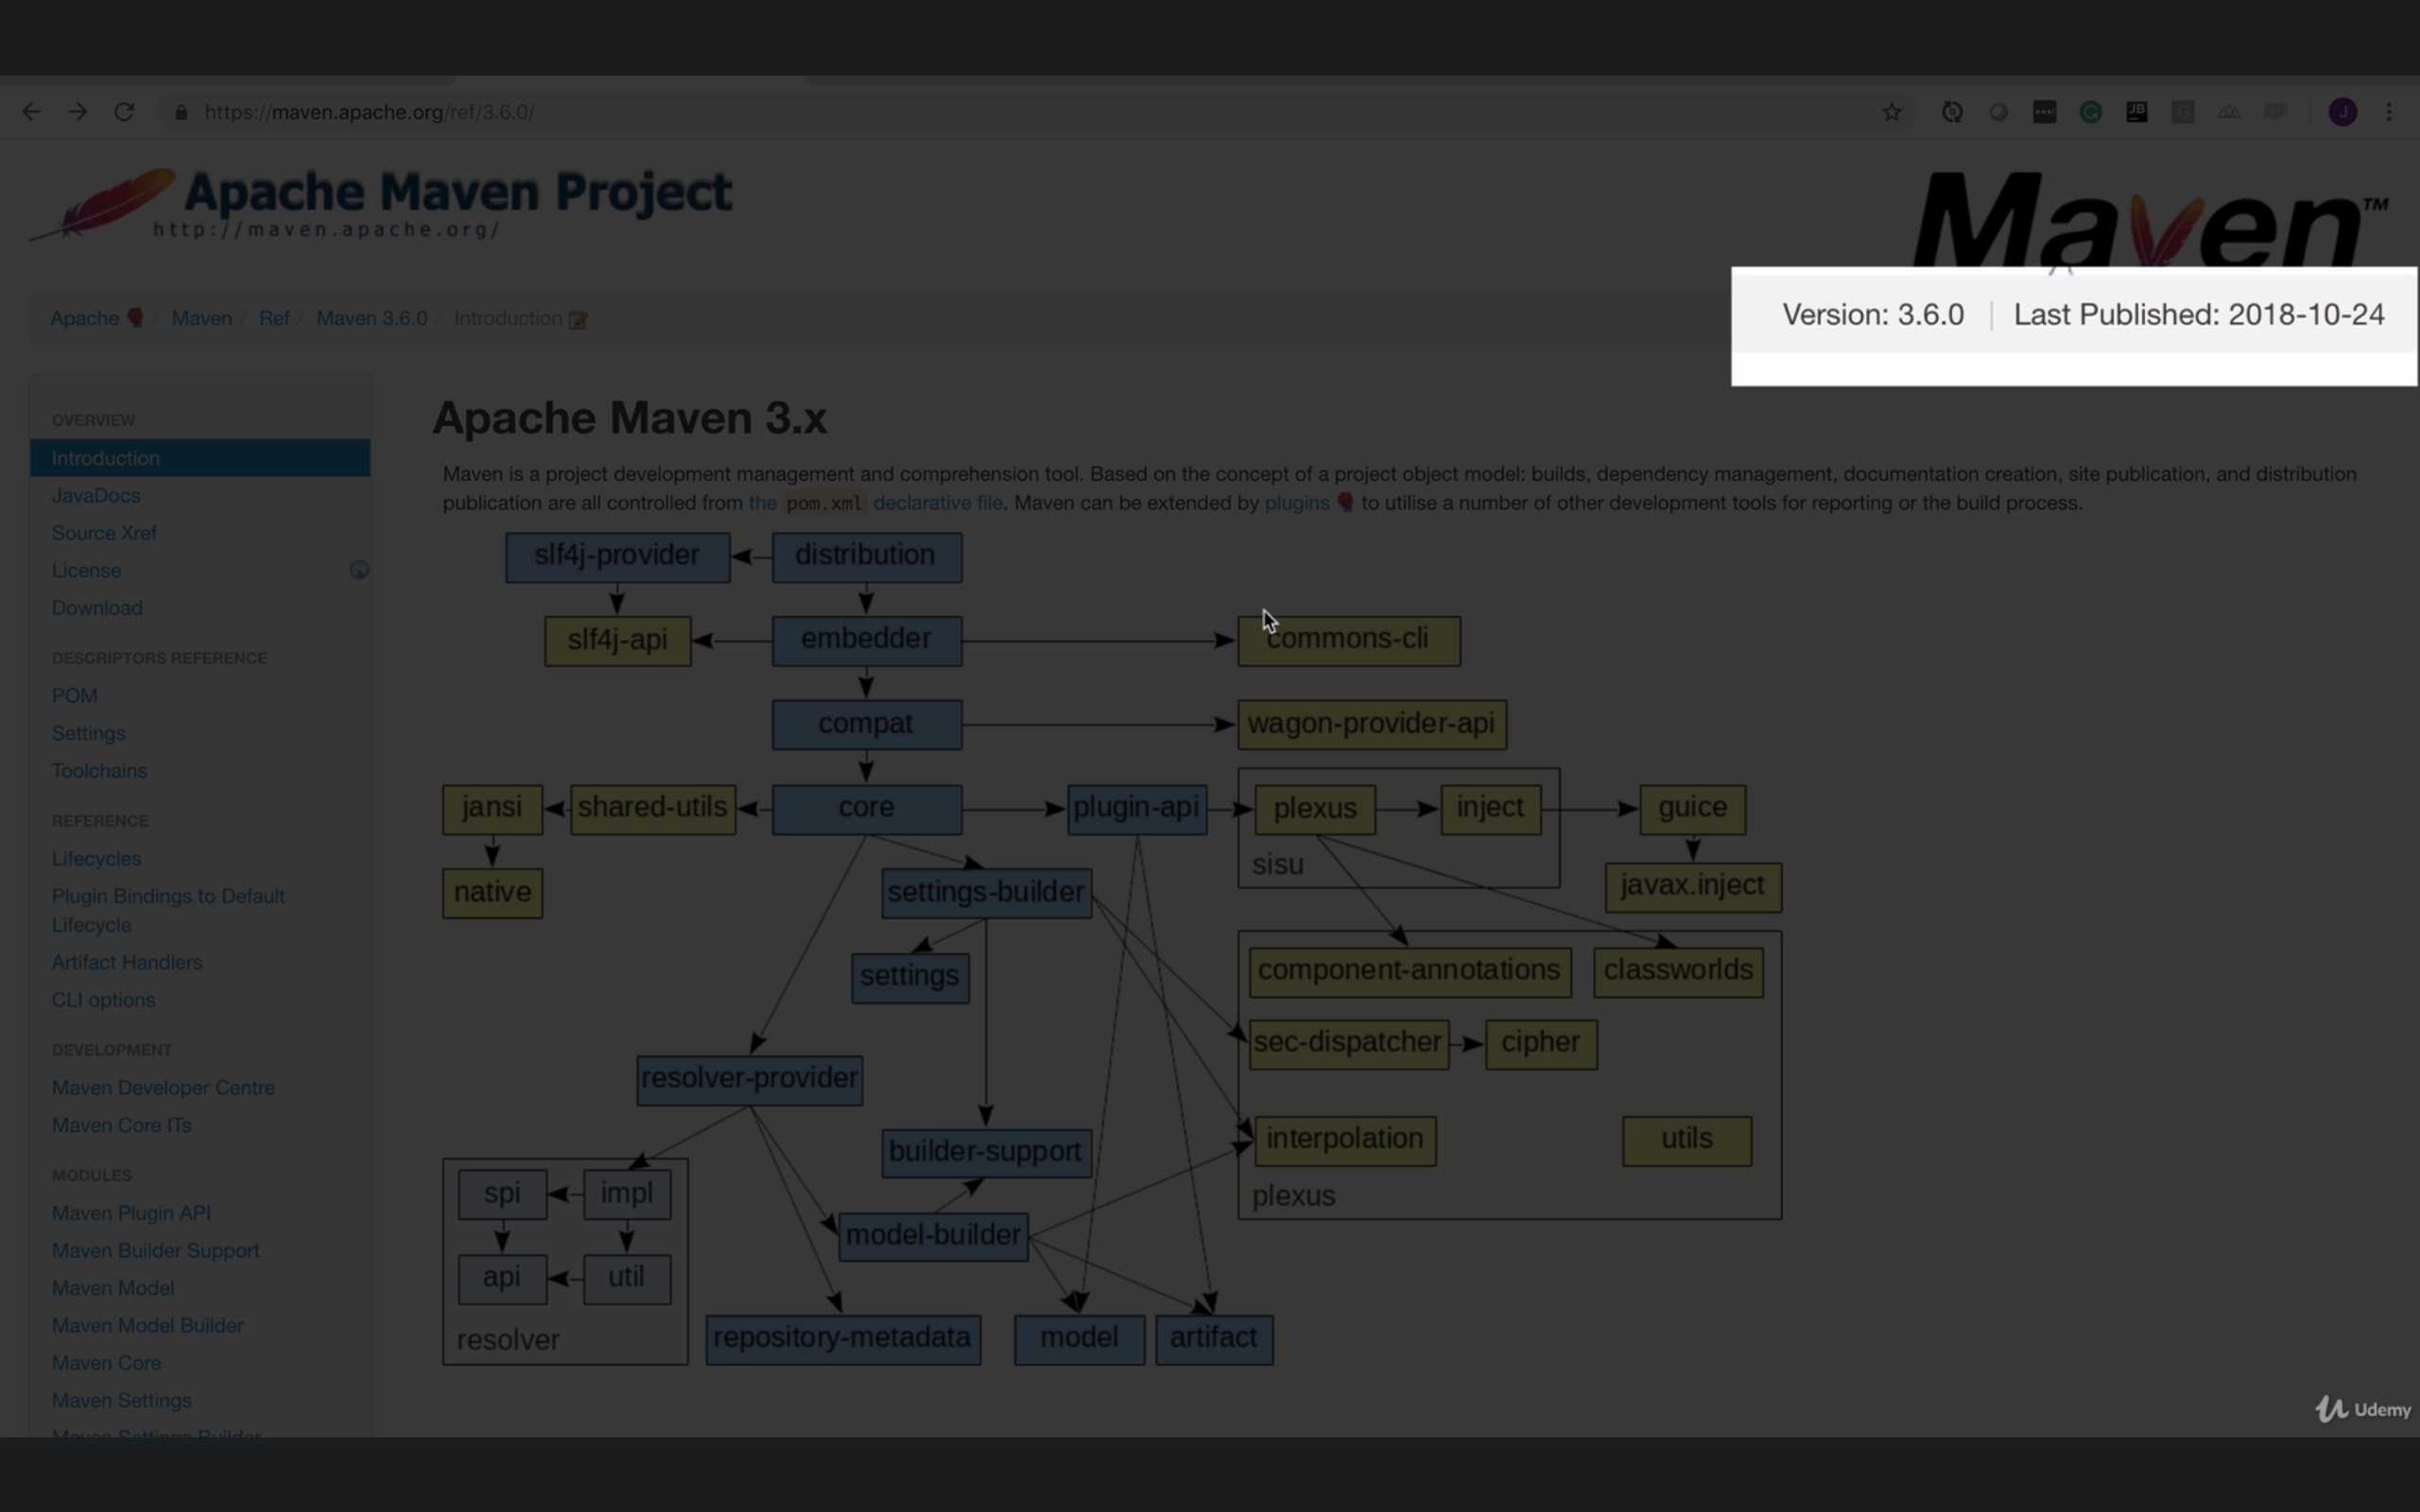 https://maven.apache.org/ref/3.6.0/
JB
G
J
Apache Maven Project
http://maven.apache.org/
Maven™
Apache / Maven / Ref / Maven 3.6.0 / Introduction
Version: 3.6.0 | Last Published: 2018-10-24
OVERVIEW
Introduction
JavaDocs
Source Xref
License
Download
DESCRIPTORS REFERENCE
POM
Settings
Toolchains
REFERENCE
Lifecycles
Plugin Bindings to Default
Lifecycle
Artifact Handlers
CLI options
DEVELOPMENT
Maven Developer Centre
Maven Core ITs
MODULES
Maven Plugin API
Maven Builder Support
Maven Model
Maven Model Builder
Maven Core
Maven Settings
Maven Settings Builder
Apache Maven 3.x
Maven is a project development management and comprehension tool. Based on the concept of a project object model: builds, dependency management, documentation creation, site publication, and distribution
publication are all controlled from the pom.xml declarative file. Maven can be extended by plugins to utilise a number of other development tools for reporting or the build process.
slf4j-provider
distribution
slf4j-api
embedder
commons-cli
compat
wagon-provider-api
jansi
shared-utils
core
plugin-api
plexus
inject
guice
sisu
native
settings-builder
javax.inject
settings
component-annotations
classworlds
sec-dispatcher
cipher
resolver-provider
interpolation
utils
builder-support
plexus
spi
impl
model-builder
api
util
resolver
repository-metadata
model
artifact
Udemy